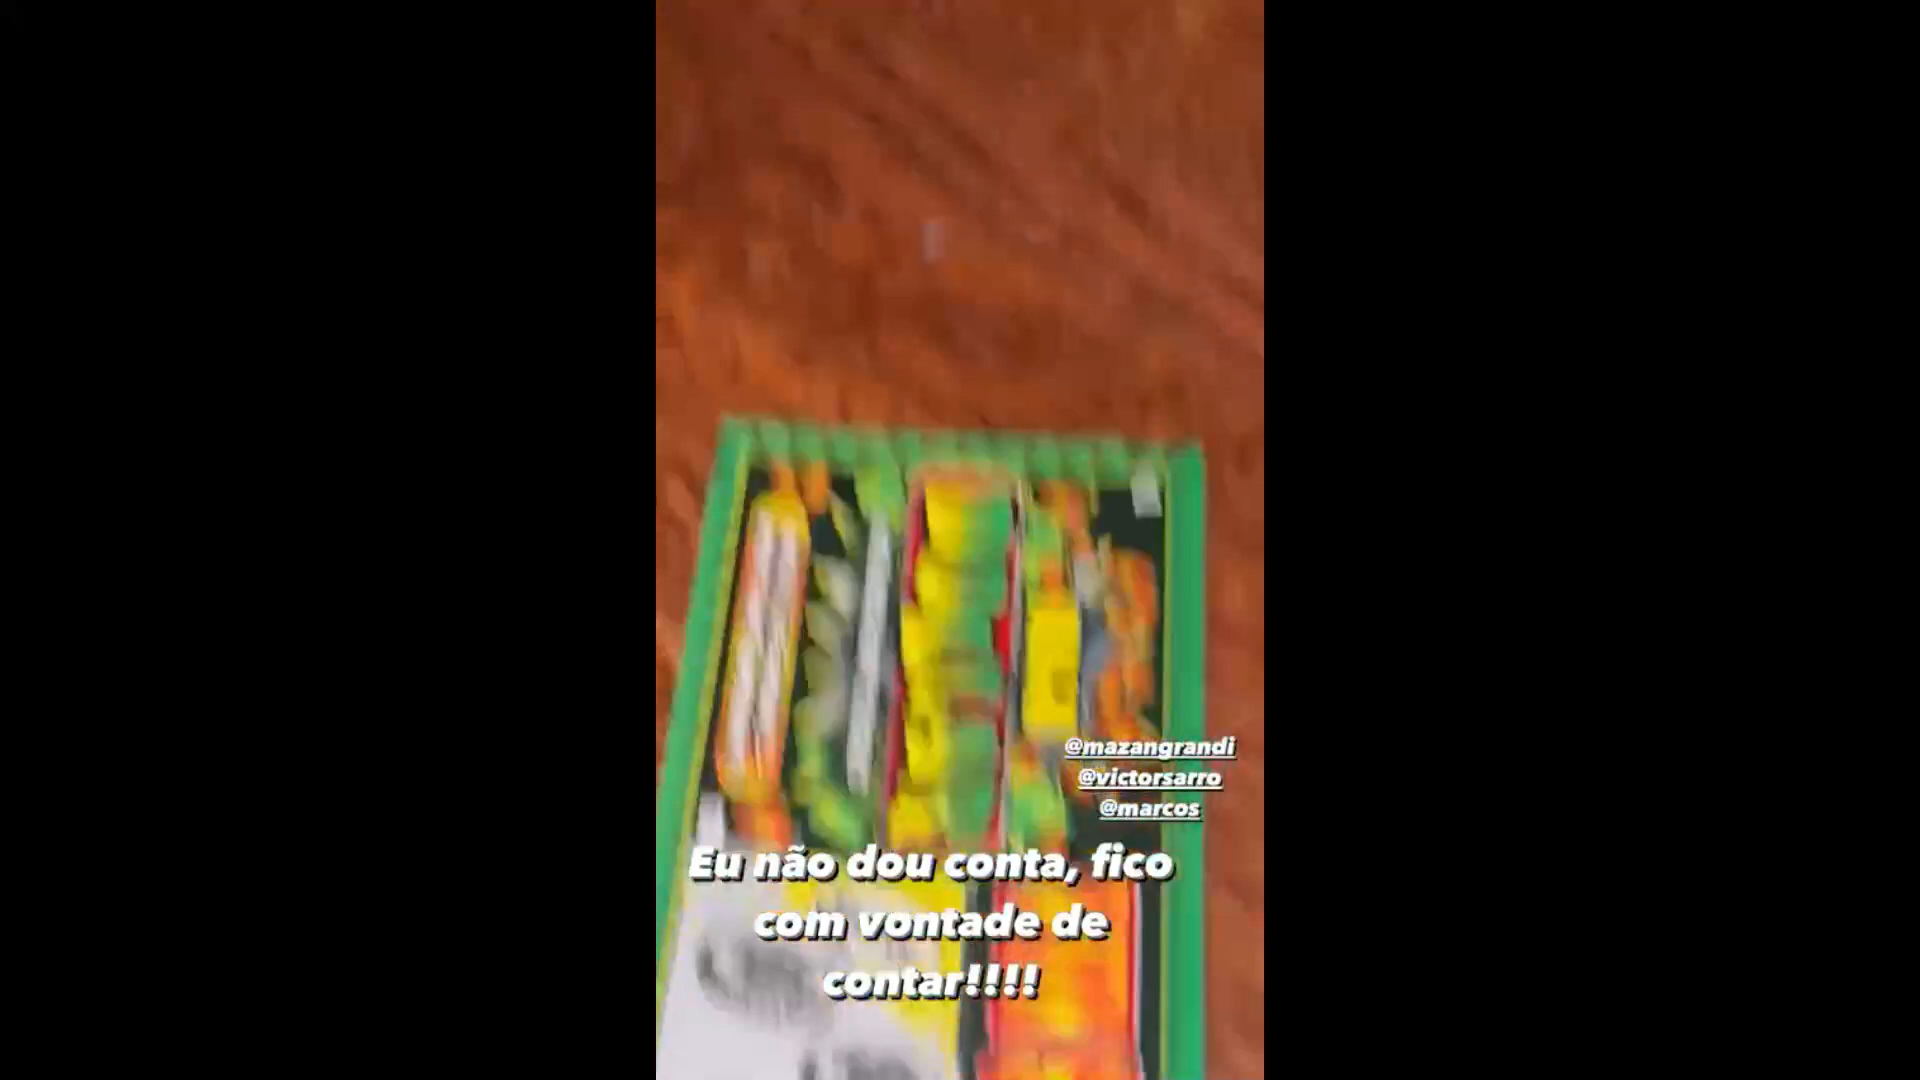 @mazangrandi
@victorsarro
@marcos
Eu não dou conta, fico
com vontade de
contar!!!!